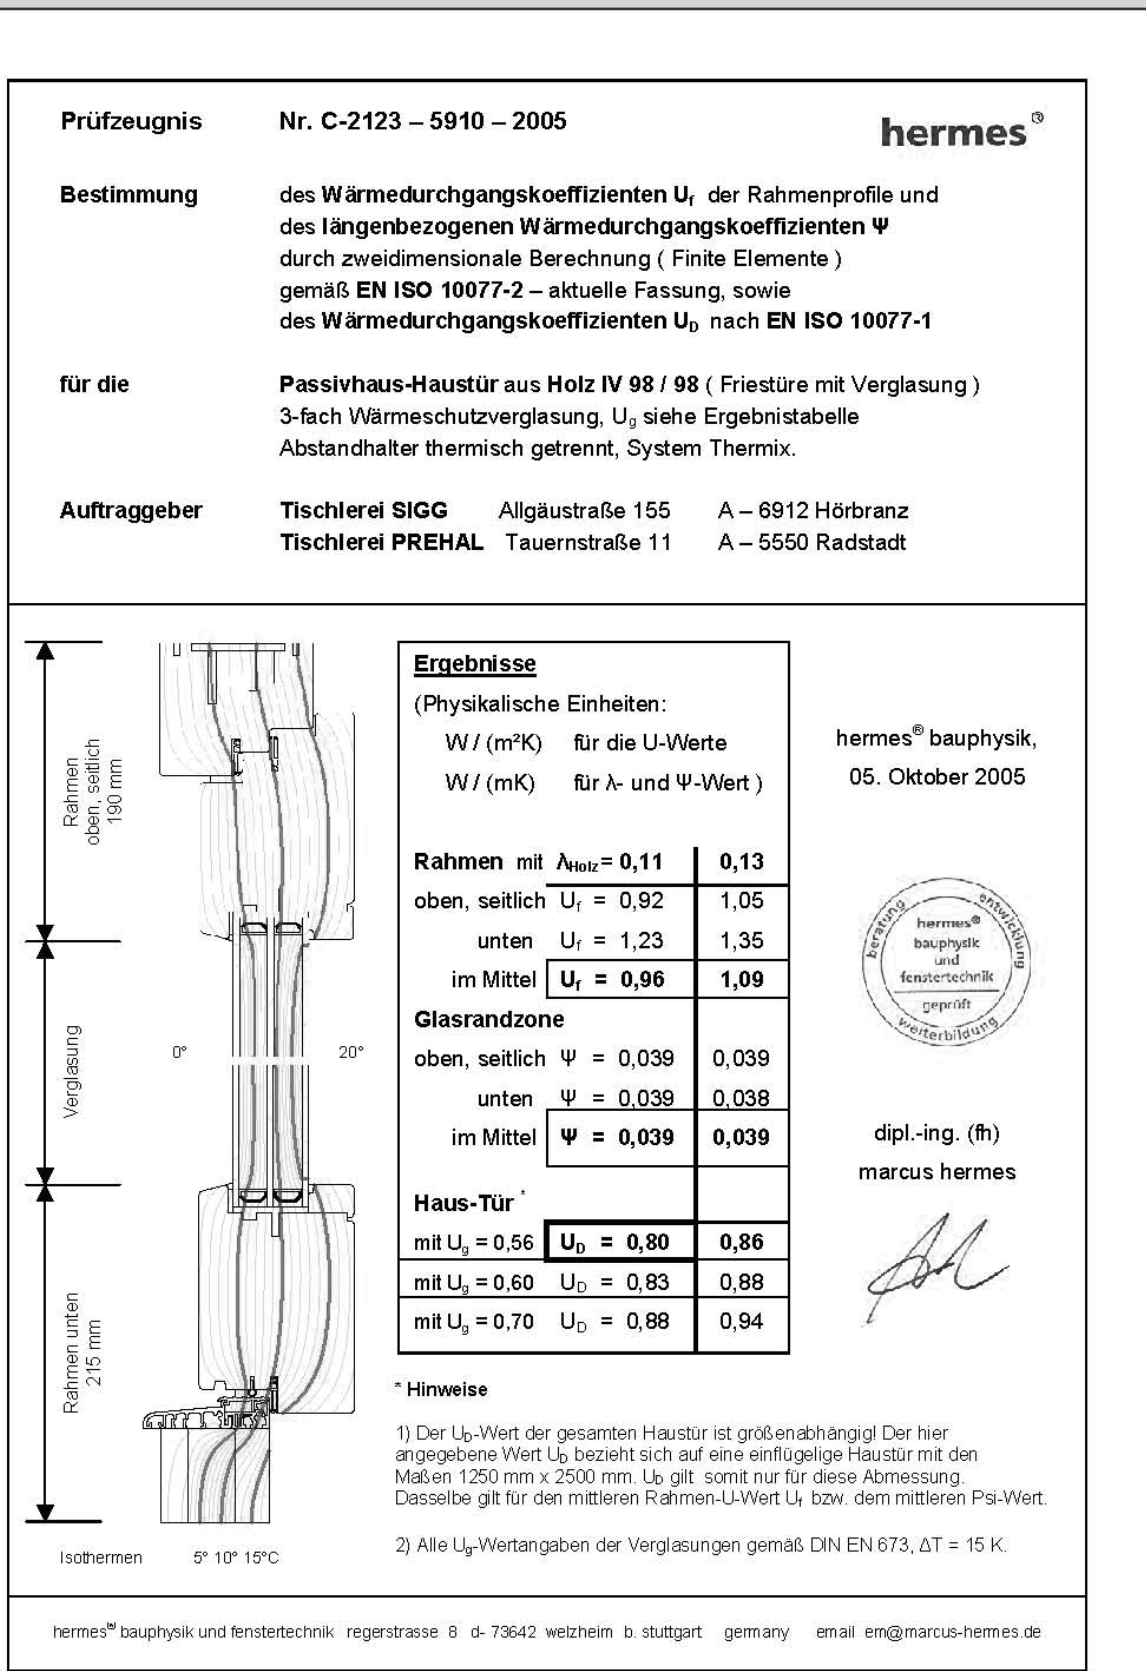 Prüfzeugnis Nr. C-2123 – 5910 – 2005
hermes®
Bestimmung des Wärmedurchgangskoeffizienten Uf der Rahmenprofile und
des längenbezogenen Wärmedurchgangskoeffizienten Ψ
durch zweidimensionale Berechnung ( Finite Elemente )
gemäß EN ISO 10077-2 – aktuelle Fassung, sowie
des Wärmedurchgangskoeffizienten UD nach EN ISO 10077-1
für die Passivhaus-Haustür aus Holz IV 98 / 98 ( Friestüre mit Verglasung )
3-fach Wärmeschutzverglasung, Ug siehe Ergebnistabelle
Abstandhalter thermisch getrennt, System Thermix.
Auftraggeber Tischlerei SIGG Allgäustraße 155 A – 6912 Hörbranz
Tischlerei PREHAL Tauernstraße 11 A – 5550 Radstadt
Rahmen
oben, seitlich
190 mm
Verglasung
0° 20°
Rahmen unten
215 mm
Isothermen 5° 10° 15°C
Ergebnisse
(Physikalische Einheiten:
W / (m²K) für die U-Werte
W / (mK) für λ- und Ψ-Wert )
Rahmen mit λHolz= 0,11 0,13
oben, seitlich Uf = 0,92 1,05
unten Uf = 1,23 1,35
im Mittel Uf = 0,96 1,09
Glasrandzone
oben, seitlich Ψ = 0,039 0,039
unten Ψ = 0,039 0,038
im Mittel Ψ = 0,039 0,039
Haus-Tür *
mit Ug = 0,56 UD = 0,80 0,86
mit Ug = 0,60 UD = 0,83 0,88
mit Ug = 0,70 UD = 0,88 0,94
hermes® bauphysik,
05. Oktober 2005
beratung
entwicklung
weiterbildung
hermes®
bauphysik
und
fenstertechnik
geprüft
dipl.-ing. (fh)
marcus hermes
* Hinweise
1) Der UD-Wert der gesamten Haustür ist größenabhängig! Der hier
angegebene Wert UD bezieht sich auf eine einflügelige Haustür mit den
Maßen 1250 mm x 2500 mm. UD gilt somit nur für diese Abmessung.
Dasselbe gilt für den mittleren Rahmen-U-Wert Uf bzw. dem mittleren Psi-Wert.
2) Alle Ug-Wertangaben der Verglasungen gemäß DIN EN 673, ΔT = 15 K.
hermes® bauphysik und fenstertechnik regerstrasse 8 d- 73642 welzheim b. stuttgart germany email em@marcus-hermes.de